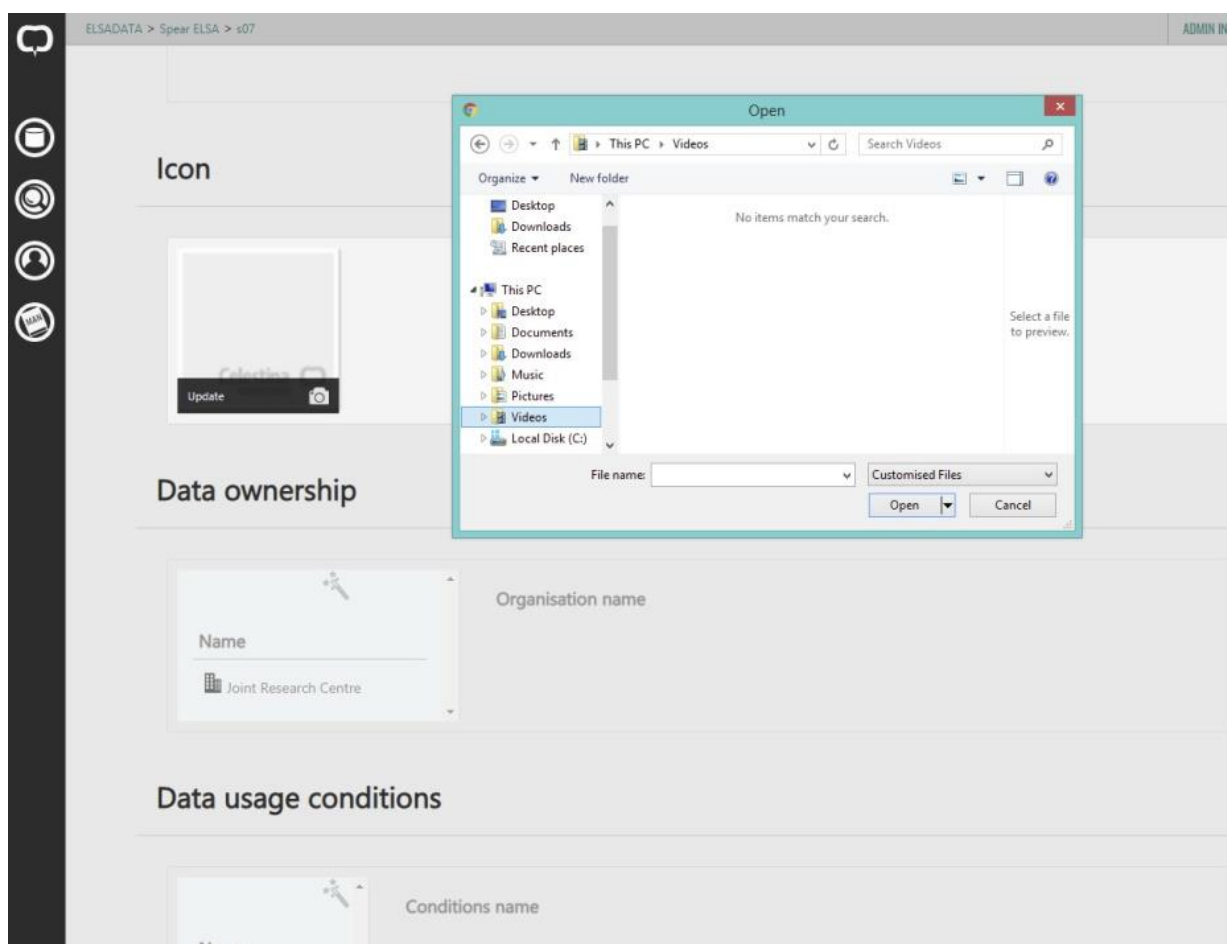 ELSADATA > Spear ELSA > s07
ADMIN IN
Icon
Celestina
Update
Open
This PC
Videos
Search Videos
Organize
New folder
Desktop
Downloads
Recent places
This PC
Desktop
Documents
Downloads
Music
Pictures
Videos
Local Disk (C:)
No items match your search.
Select a file
to preview.
File name:
Customised Files
Open
Cancel
MAN
Data ownership
Name
Joint Research Centre
Organisation name
Data usage conditions
Conditions name